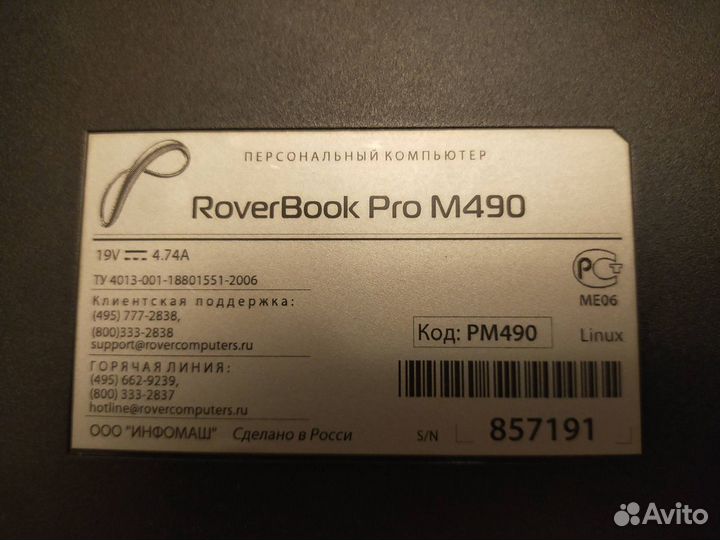 ПЕРСОНАЛЬНЫЙ КОМПЬЮТЕР
RoverBook Pro M490
19V 4.74A
ТУ 4013-001-18801551-2006
Клиентская поддержка:
(495) 777-2838,
(800)333-2838
support@rovercomputers.ru
ГОРЯЧАЯ ЛИНИЯ:
(495) 662-9239,
(800) 333-2837
hotline@rovercomputers.ru
ООО "ИНФОМАШ" Сделано в Росси
РСТ
ME06
Код: PM490 Linux
S/N 857191
Avito